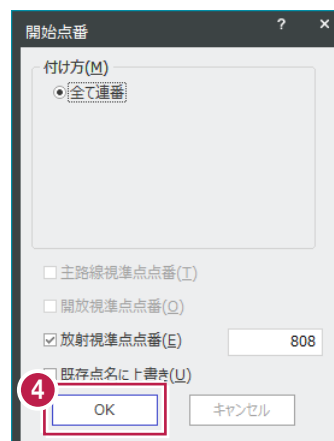 開始点番 ? ×
付け方(M)
全て連番
主路線視準点点番(T)
開放視準点点番(O)
放射視準点点番(E) 808
既存点名に上書き(U)
4
OK キャンセル